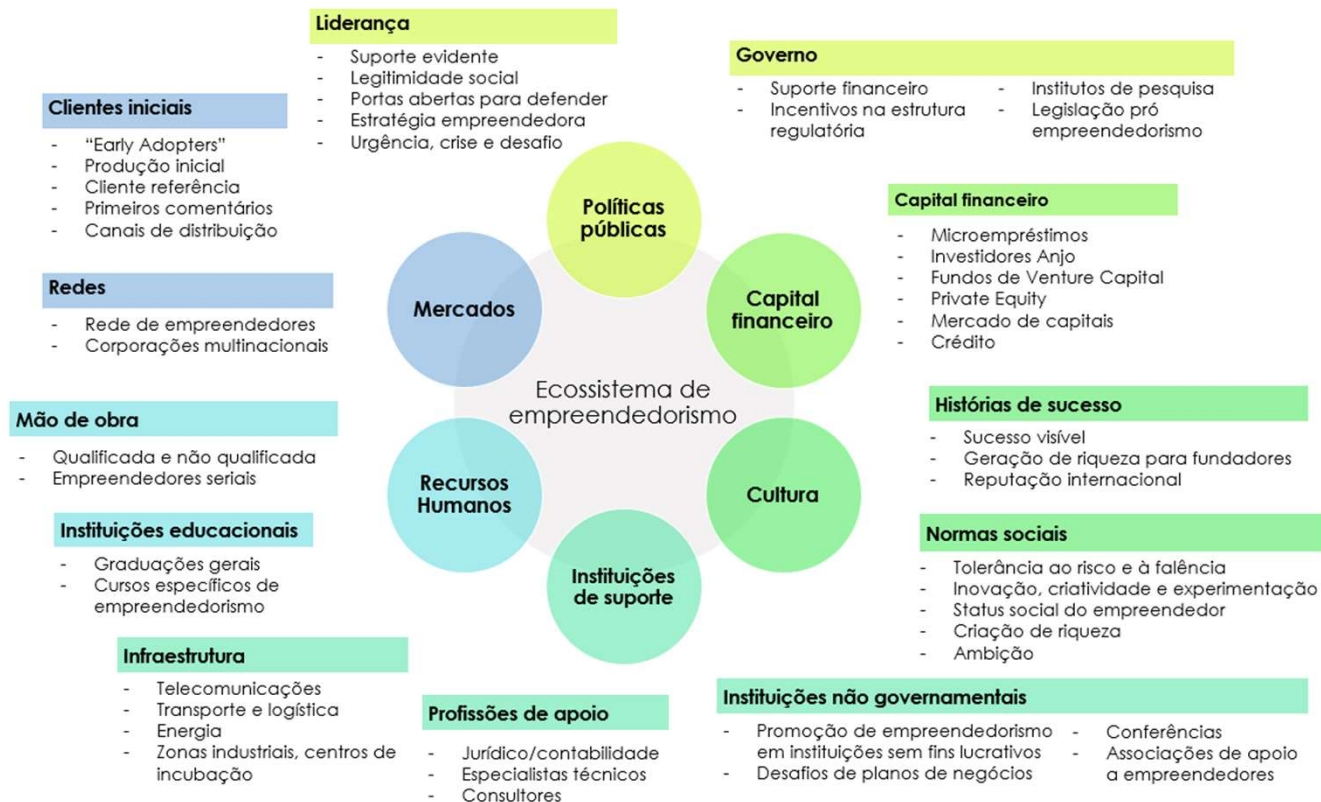 Liderança
- Suporte evidente
- Legitimidade social
- Portas abertas para defender
- Estratégia empreendedora
- Urgência, crise e desafio
Governo
- Suporte financeiro
- Incentivos na estrutura
regulatória
- Institutos de pesquisa
- Legislação pró
empreendedorismo
Clientes iniciais
- “Early Adopters”
- Produção inicial
- Cliente referência
- Primeiros comentários
- Canais de distribuição
Redes
- Rede de empreendedores
- Corporações multinacionais
Políticas
públicas
Mercados
Capital
financeiro
Ecossistema de
empreendedorismo
Recursos
Humanos
Cultura
Instituições
de suporte
Capital financeiro
- Microempréstimos
- Investidores Anjo
- Fundos de Venture Capital
- Private Equity
- Mercado de capitais
- Crédito
Mão de obra
- Qualificada e não qualificada
- Empreendedores seriais
Histórias de sucesso
- Sucesso visível
- Geração de riqueza para fundadores
- Reputação internacional
Instituições educacionais
- Graduações gerais
- Cursos específicos de
empreendedorismo
Normas sociais
- Tolerância ao risco e à falência
- Inovação, criatividade e experimentação
- Status social do empreendedor
- Criação de riqueza
- Ambição
Infraestrutura
- Telecomunicações
- Transporte e logística
- Energia
- Zonas industriais, centros de
incubação
Profissões de apoio
- Jurídico/contabilidade
- Especialistas técnicos
- Consultores
Instituições não governamentais
- Promoção de empreendedorismo
em instituições sem fins lucrativos
- Desafios de planos de negócios
- Conferências
- Associações de apoio
a empreendedores